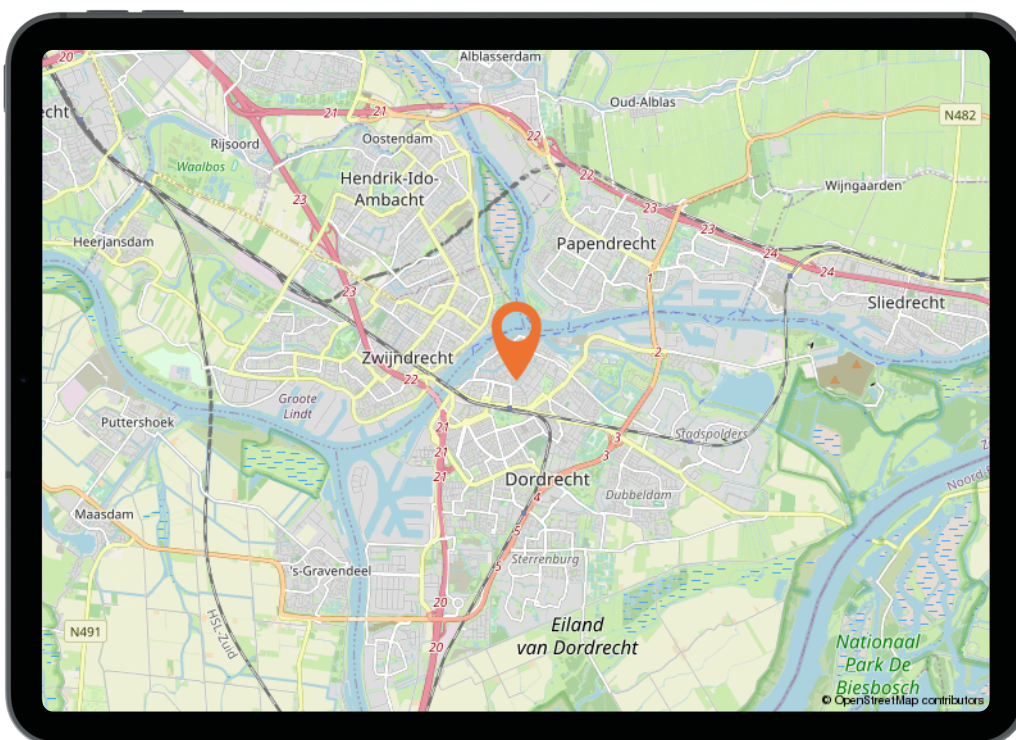 20
Alblasserdam
echt
21
21
Oud-Alblas
N482
22
Oostendam
Rijsoord
Waalbos
Hendrik-Ido-
Ambacht
22
Wijngaarden
23
23
23
Heerjansdam
Papendrecht
24
24
1
23
Sliedrecht
Zwijndrecht
2
22
Groote
Lindt
Puttershoek
21
3
Stadspolders
21
3
21
Dordrecht
Noord-B
4
Dubbeldam
Maasdam
5
Sterrenburg
's-Gravendeel
5
20
HSL-Zuid
Eiland
van Dordrecht
N491
20
Nationaal
Park De
Biesbosch
© OpenStreetMap contributors